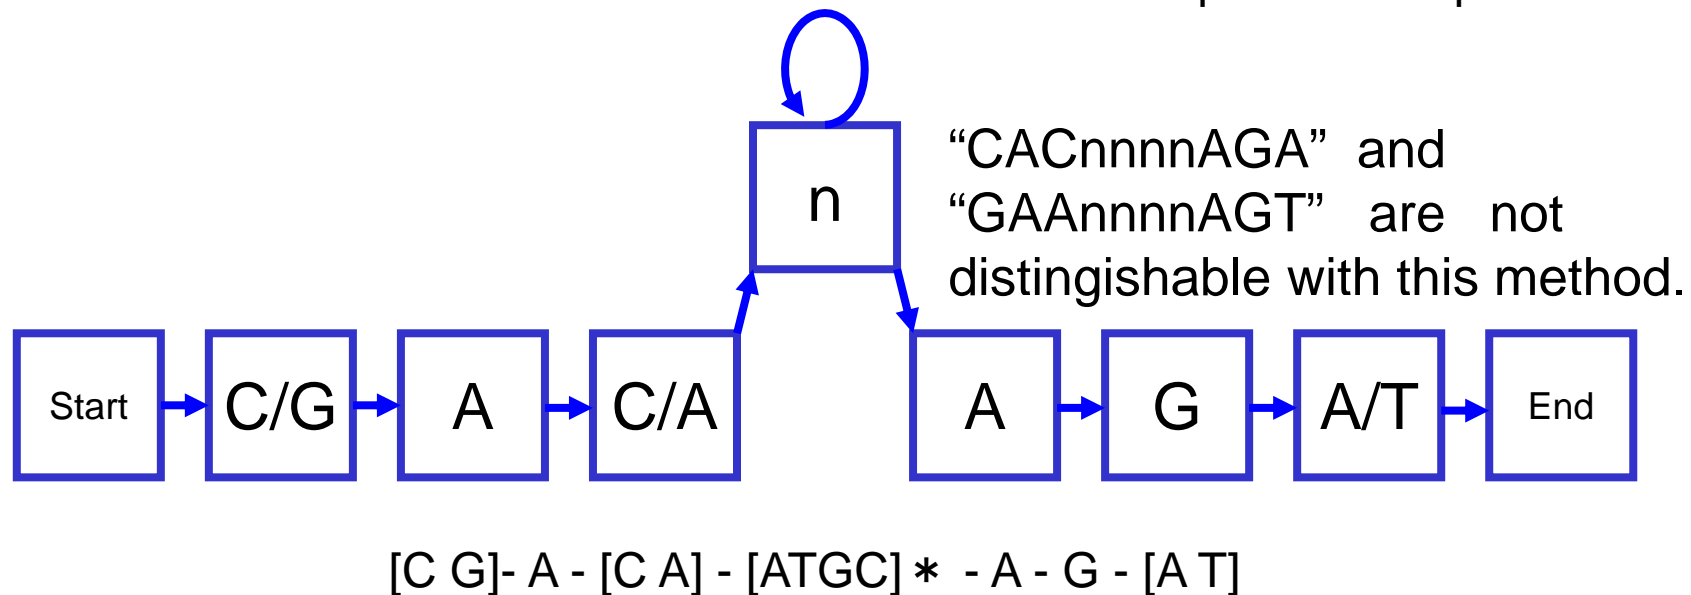 n
“CACnnnnAGA” and
“GAAnnnnAGT” are not
distingishable with this method.
Start C/G A C/A A G A/T End
[C G]- A - [C A] - [ATGC] * - A - G - [A T]